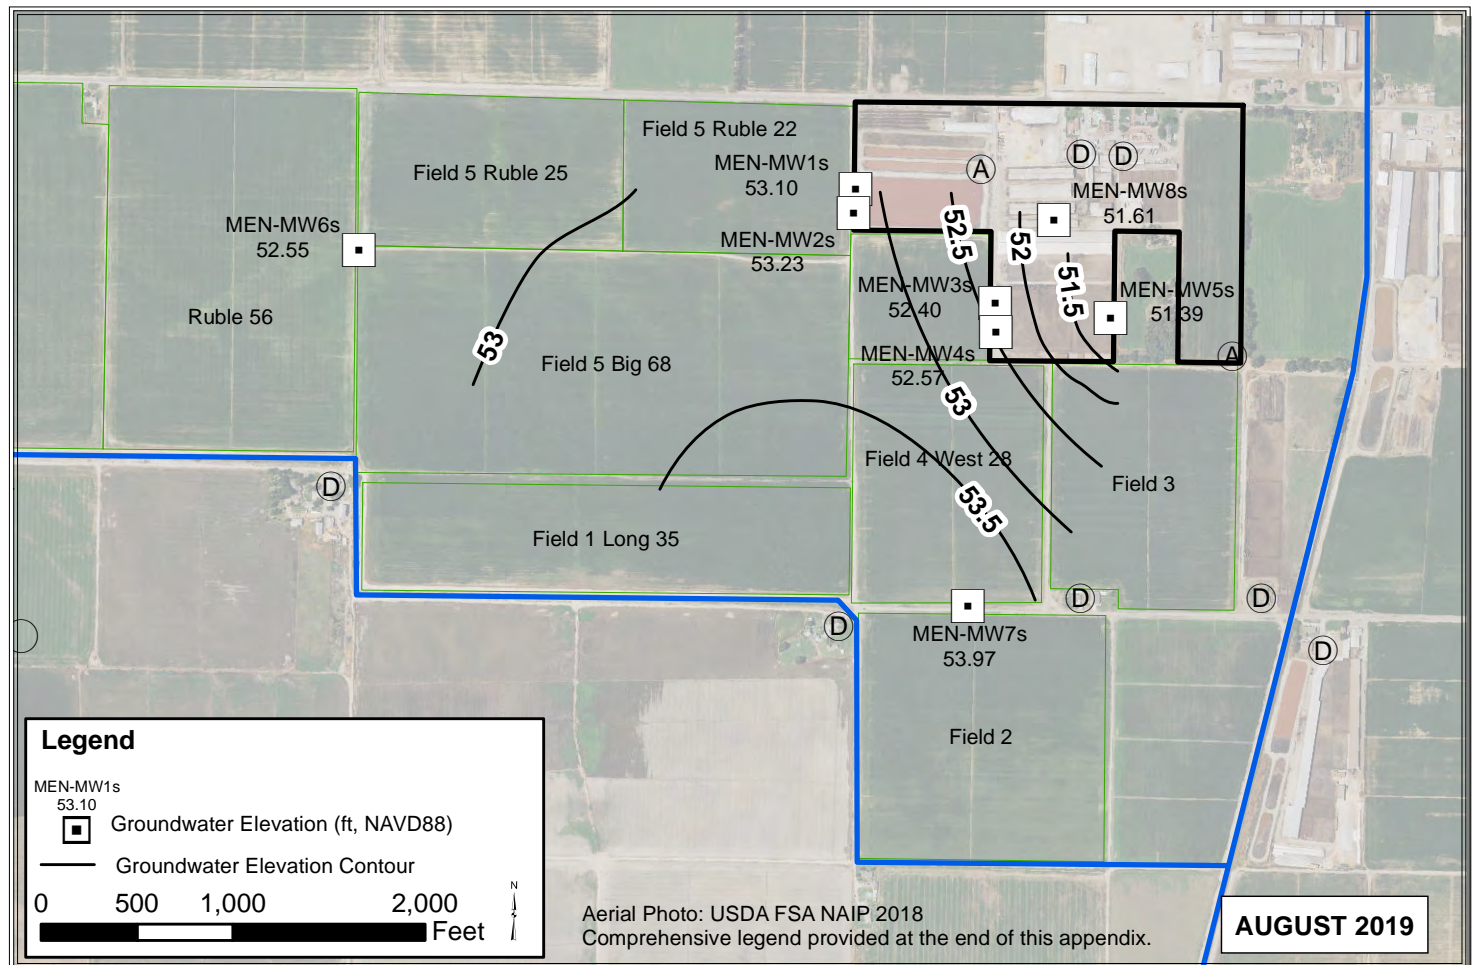 Field 5 Ruble 22
MEN-MW1s
53.10
Field 5 Ruble 25
A
D
D
MEN-MW8s
51.61
MEN-MW6s
52.55
MEN-MW2s
53.23
52.5
52
51.5
MEN-MW3s
52.40
MEN-MW5s
51.39
Ruble 56
53
Field 5 Big 68
MEN-MW4s
52.57
A
53
Field 4 West 28
D
Field 3
53.5
Field 1 Long 35
D
D
D
MEN-MW7s
53.97
D
Field 2
Legend
MEN-MW1s
53.10
Groundwater Elevation (ft, NAVD88)
Groundwater Elevation Contour
0 500 1,000 2,000
Feet
N
Aerial Photo: USDA FSA NAIP 2018
Comprehensive legend provided at the end of this appendix.
AUGUST 2019